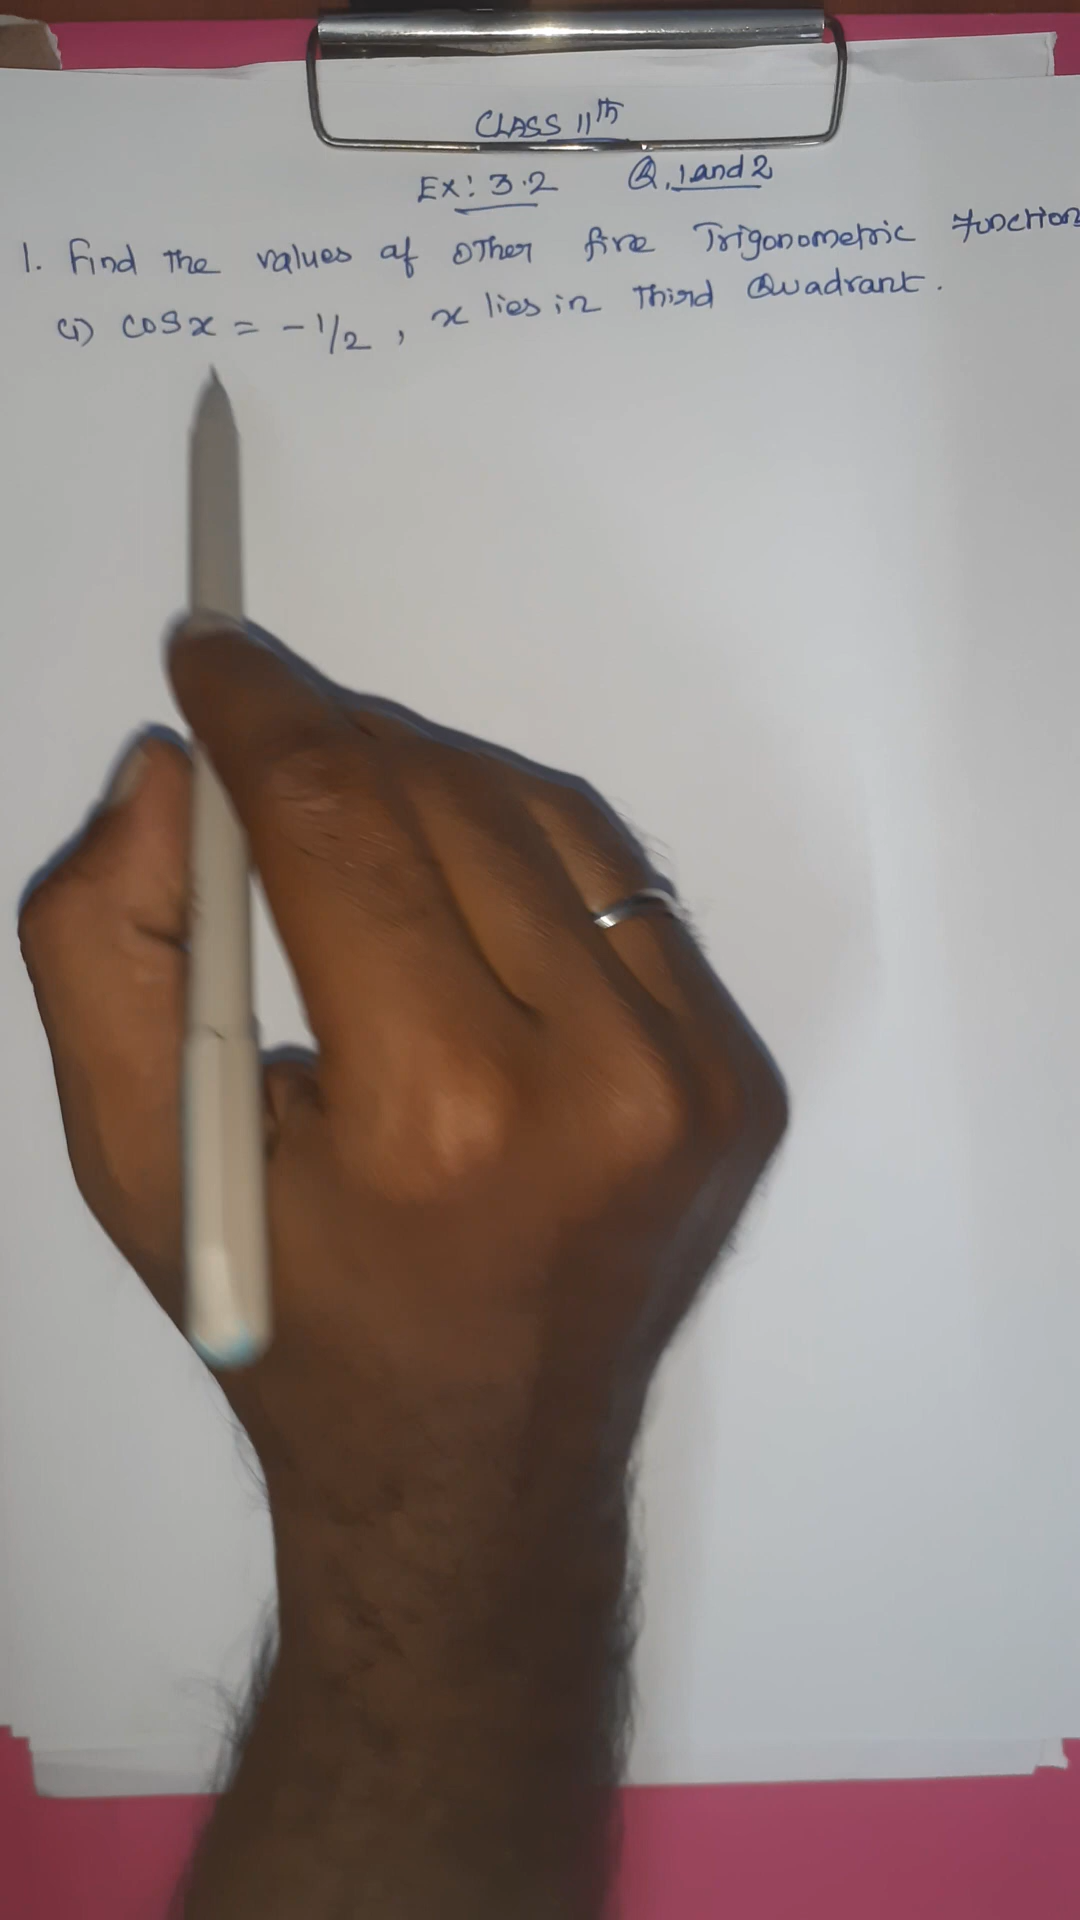 CLASS 11th
Ex: 3.2 Q. 1 and 2
1. Find the values of other five Trigonometric functions
(i) cos x = -1/2, x lies in Third Quadrant.